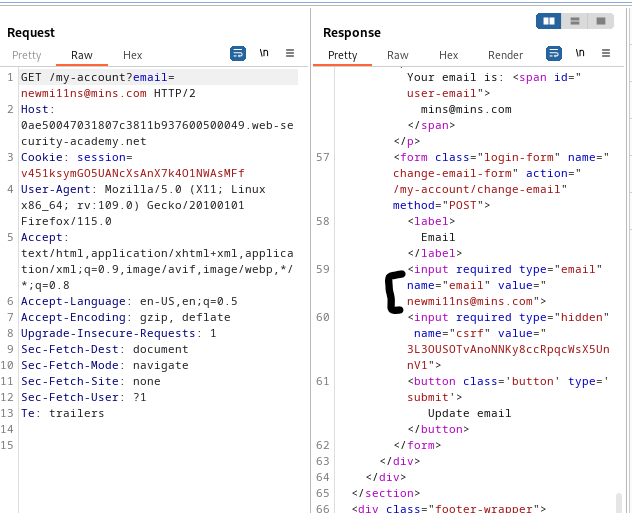 Request
Response
Pretty Raw Hex \n
Pretty Raw Hex Render \n
1 GET /my-account?email=
newmi11ns@mins.com HTTP/2
2 Host:
0ae50047031807c3811b937600500049.web-se
curity-academy.net
3 Cookie: session=
v451ksymGO5UANcXsAnX7k4O1NWAsMFf
4 User-Agent: Mozilla/5.0 (X11; Linux
x86_64; rv:109.0) Gecko/20100101
Firefox/115.0
5 Accept:
text/html,application/xhtml+xml,applica
tion/xml;q=0.9,image/avif,image/webp,*/
*;q=0.8
6 Accept-Language: en-US,en;q=0.5
7 Accept-Encoding: gzip, deflate
8 Upgrade-Insecure-Requests: 1
9 Sec-Fetch-Dest: document
10 Sec-Fetch-Mode: navigate
11 Sec-Fetch-Site: none
12 Sec-Fetch-User: ?1
13 Te: trailers
14
15
Your email is: <span id="
user-email">
mins@mins.com
</span>
</p>
57 <form class="login-form" name="
change-email-form" action="
/my-account/change-email"
method="POST">
58 <label>
Email
</label>
59 <input required type="email"
name="email" value="
newmi11ns@mins.com">
60 <input required type="hidden"
name="csrf" value="
3L3OUSOTvAnoNNKy8ccRpqcWsX5Un
nV1">
61 <button class='button' type='
submit'>
Update email
</button>
62 </form>
63 </div>
64 </div>
65 </section>
66 <div class="footer-wrapper">